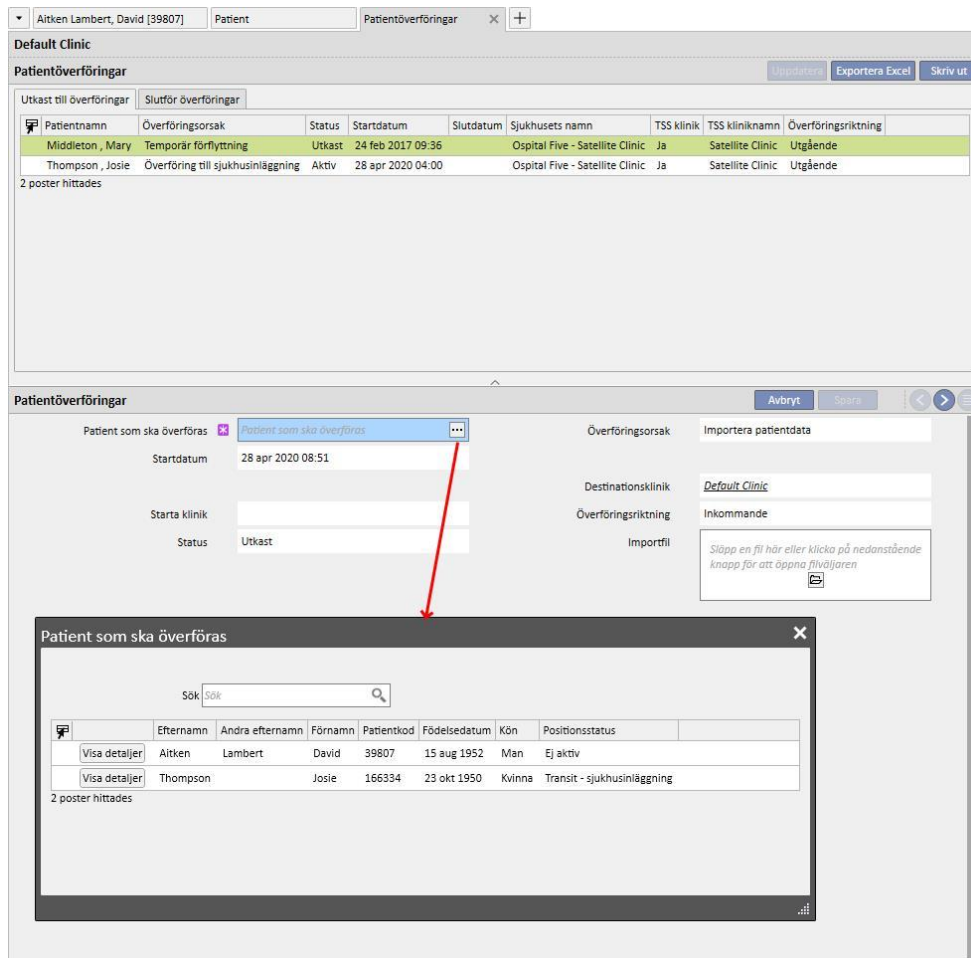 Aitken Lambert, David [39807] Patient Patientöverföringar
Default Clinic
Patientöverföringar Uppdatera Exportera Excel Skriv ut
Utkast till överföringar Slutför överföringar
Patientnamn Överföringsorsak Status Startdatum Slutdatum Sjukhusets namn TSS klinik TSS kliniknamn Överföringsriktning
Middleton , Mary Temporär förflyttning Utkast 24 feb 2017 09:36 Ospital Five - Satellite Clinic Ja Satellite Clinic Utgående
Thompson , Josie Överföring till sjukhusinläggning Aktiv 28 apr 2020 04:00 Ospital Five - Satellite Clinic Ja Satellite Clinic Utgående
2 poster hittades
Patientöverföringar Avbryt Spara
Patient som ska överföras Patient som ska överföras Överföringsorsak Importera patientdata
Startdatum 28 apr 2020 08:51
Destinationsklinik Default Clinic
Starta klinik Överföringsriktning Inkommande
Status Utkast Importfil
Släpp en fil här eller klicka på nedanstående
knapp för att öppna filväljaren
Patient som ska överföras
Sök Sök
Efternamn Andra efternamn Förnamn Patientkod Födelsedatum Kön Positionsstatus
Visa detaljer Aitken Lambert David 39807 15 aug 1952 Man Ej aktiv
Visa detaljer Thompson Josie 166334 23 okt 1950 Kvinna Transit - sjukhusinläggning
2 poster hittades